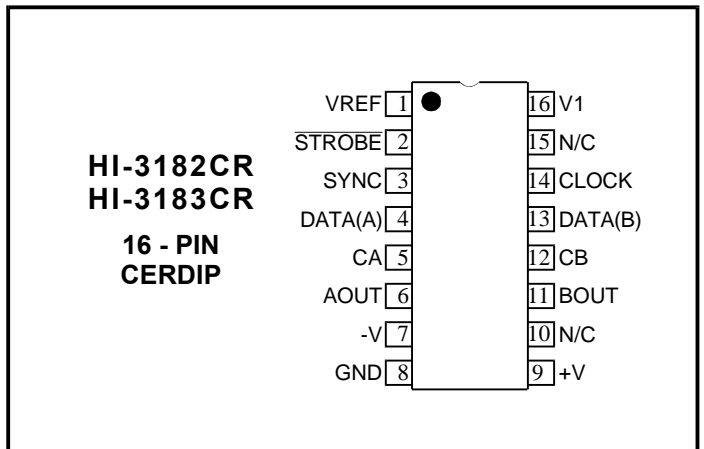 HI-3182CR
HI-3183CR
16 - PIN
CERDIP
VREF 1 16 V1
STROBE 2 15 N/C
SYNC 3 14 CLOCK
DATA(A) 4 13 DATA(B)
CA 5 12 CB
AOUT 6 11 BOUT
-V 7 10 N/C
GND 8 9 +V